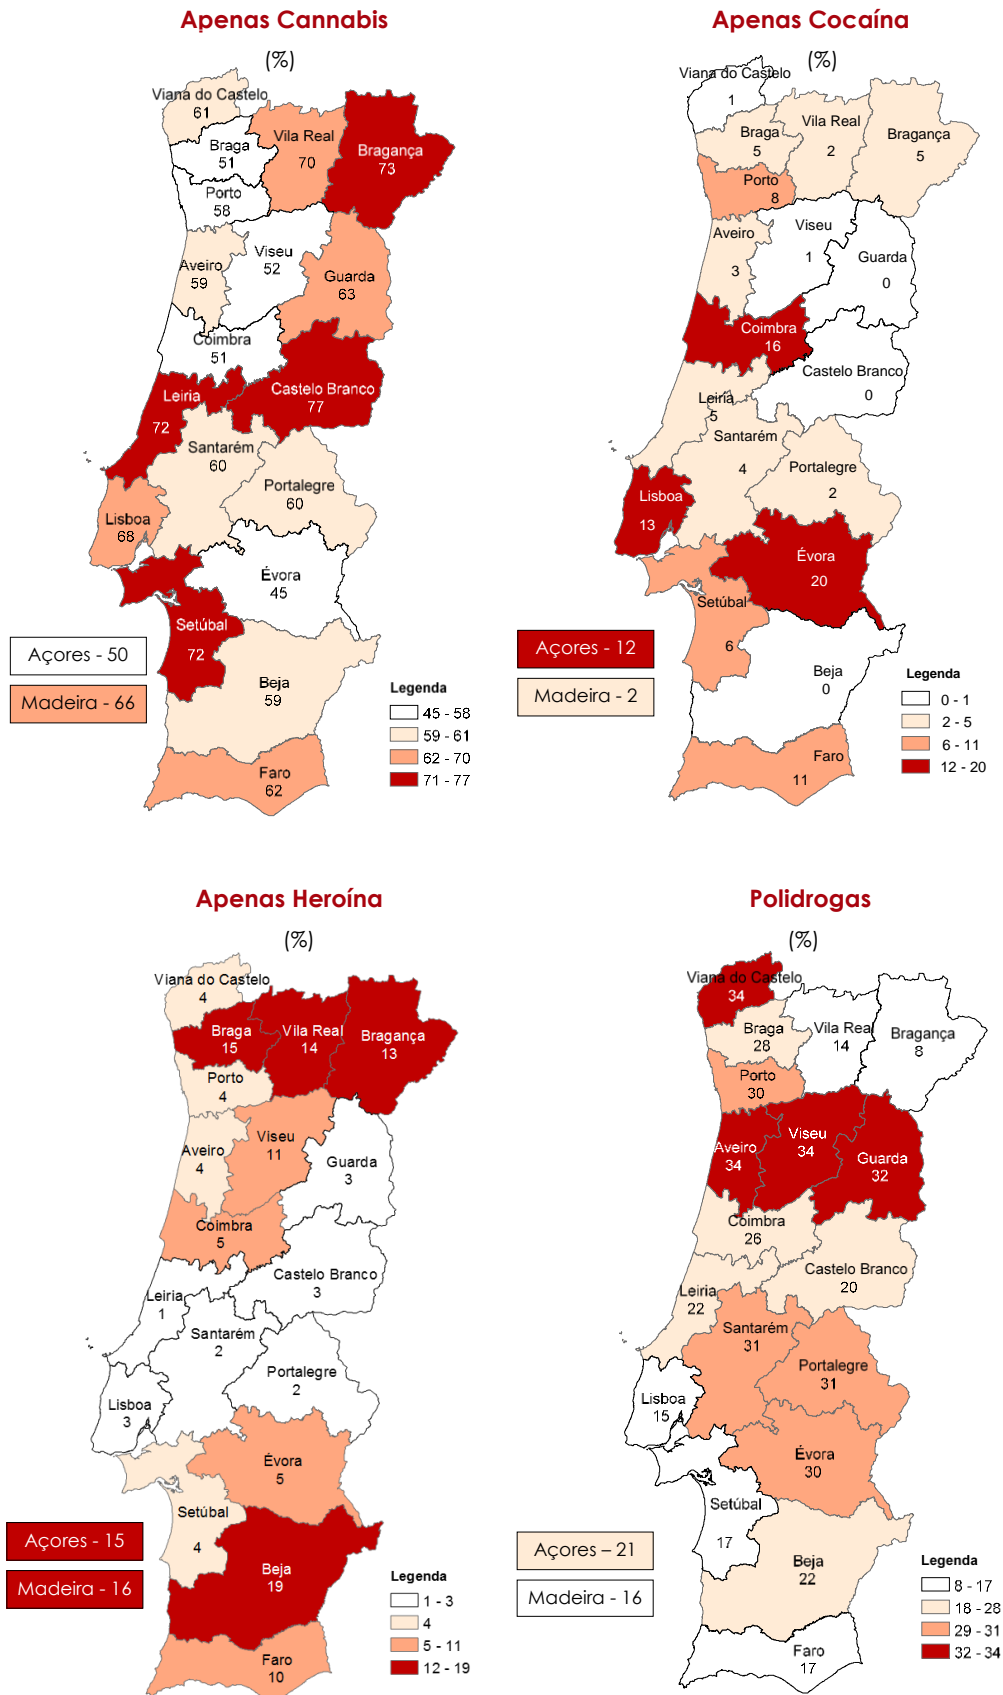 Apenas Cannabis
(%)
Viana do Castelo
61
Braga
51
Vila Real
70
Bragança
73
Porto
58
Viseu
52
Aveiro
59
Guarda
63
Coimbra
51
Leiria
72
Castelo Branco
77
Santarém
60
Portalegre
60
Lisboa
68
Évora
45
Setúbal
72
Beja
59
Faro
62
Açores - 50
Madeira - 66
Legenda
45 - 58
59 - 61
62 - 70
71 - 77
Apenas Cocaína
(%)
Viana do Castelo
1
Braga
5
Vila Real
2
Bragança
5
Porto
8
Aveiro
3
Viseu
1
Guarda
0
Coimbra
16
Castelo Branco
0
Leiria
5
Santarém
4
Portalegre
2
Lisboa
13
Évora
20
Setúbal
6
Beja
0
Faro
11
Açores - 12
Madeira - 2
Legenda
0 - 1
2 - 5
6 - 11
12 - 20
Apenas Heroína
(%)
Viana do Castelo
4
Braga
15
Vila Real
14
Bragança
13
Porto
4
Viseu
11
Aveiro
4
Guarda
3
Coimbra
5
Castelo Branco
3
Leiria
1
Santarém
2
Portalegre
2
Lisboa
3
Évora
5
Setúbal
4
Beja
19
Faro
10
Açores - 15
Madeira - 16
Legenda
1 - 3
4
5 - 11
12 - 19
Polidrogas
(%)
Viana do Castelo
34
Braga
28
Vila Real
14
Bragança
8
Porto
30
Aveiro
34
Viseu
34
Guarda
32
Coimbra
26
Castelo Branco
20
Leiria
22
Santarém
31
Portalegre
31
Lisboa
15
Évora
30
Setúbal
17
Beja
22
Faro
17
Açores – 21
Madeira - 16
Legenda
8 - 17
18 - 28
29 - 31
32 - 34